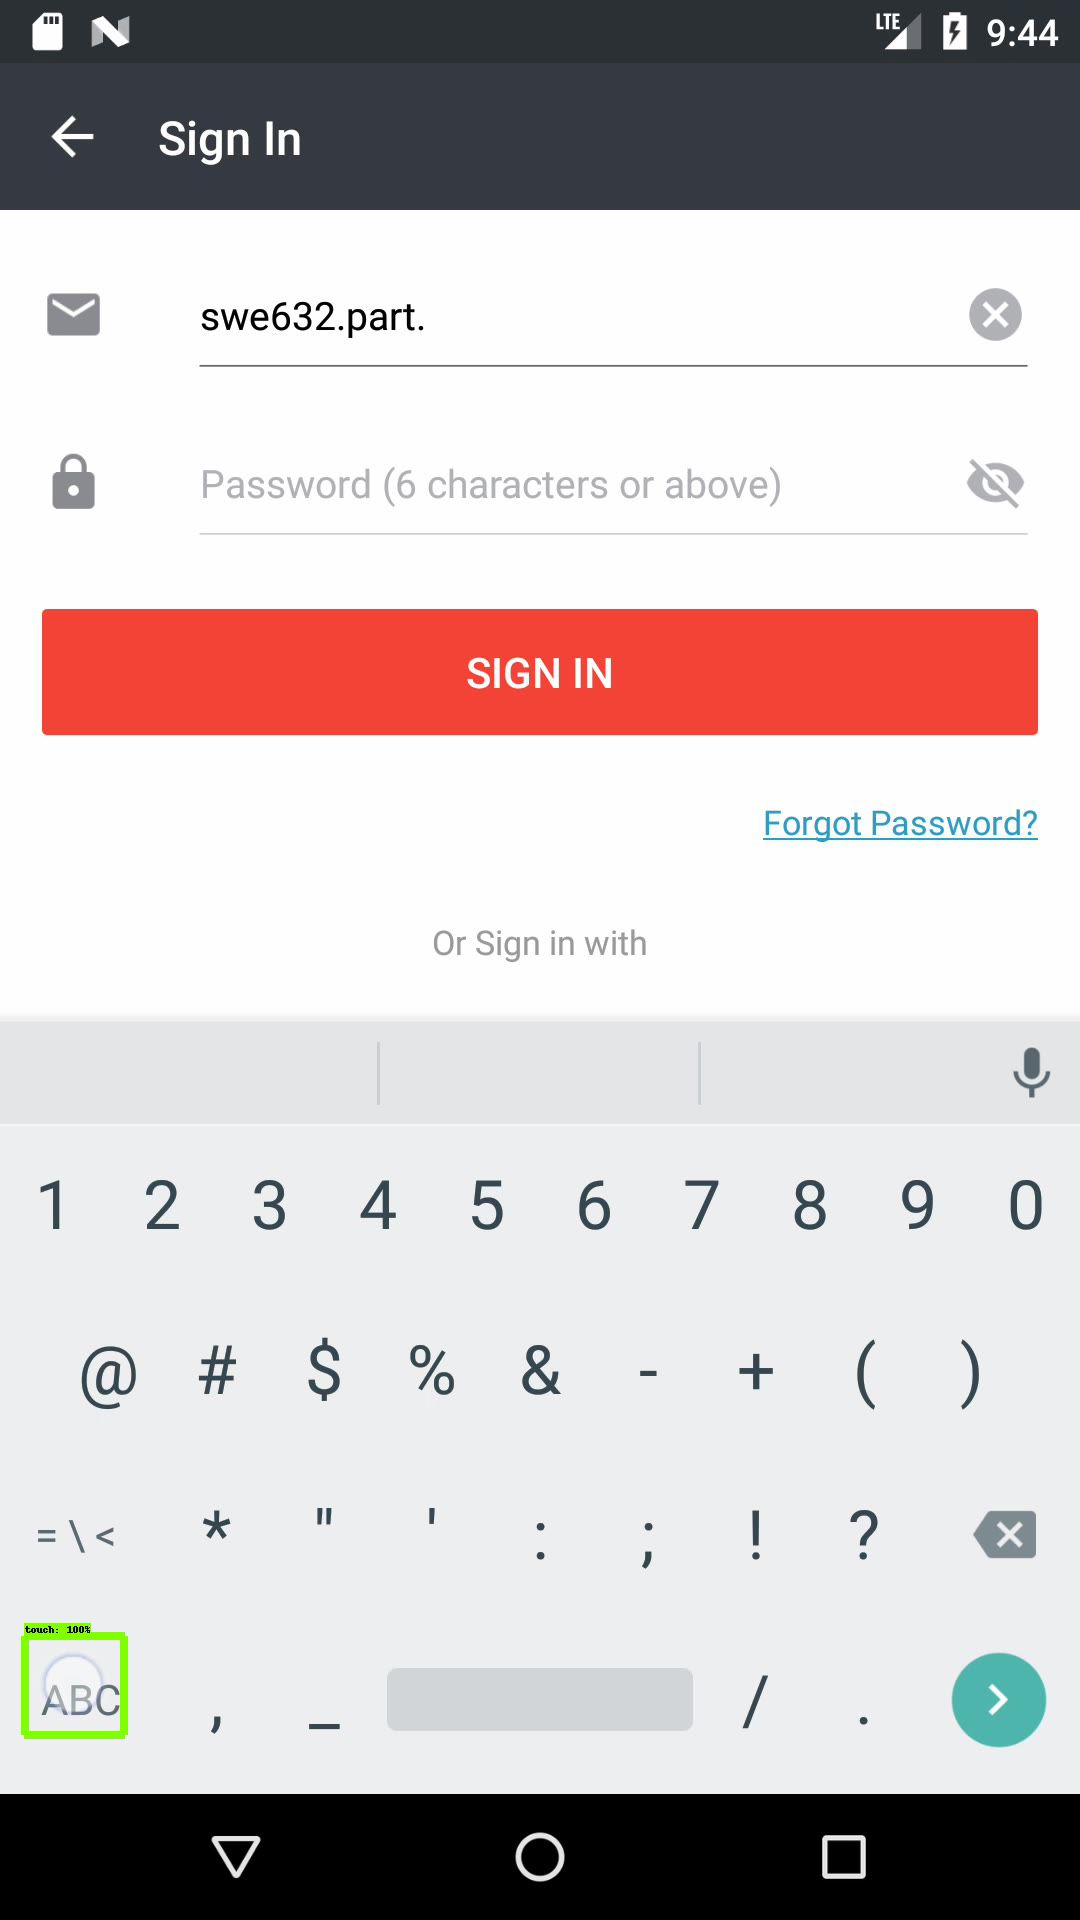 LTE 9:44
Sign In
swe632.part.
Password (6 characters or above)
SIGN IN
Forgot Password?
Or Sign in with
1 2 3 4 5 6 7 8 9 0
@ # $ % & - + ( )
= \ < * " ' : ; ! ?
touch: 100%
ABC , _ / .